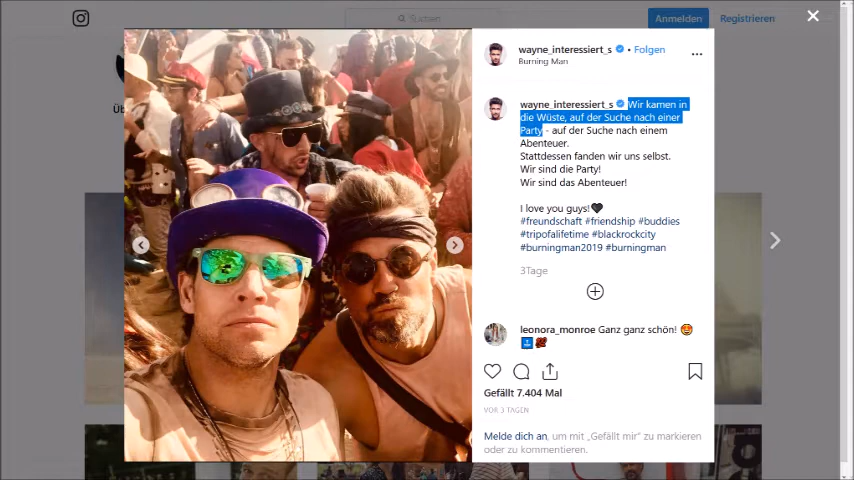 Suchen
Anmelden
Registrieren
wayne_interessiert_s • Folgen
Burning Man
wayne_interessiert_s Wir kamen in
die Wüste, auf der Suche nach einer
Party - auf der Suche nach einem
Abenteuer.
Stattdessen fanden wir uns selbst.
Wir sind die Party!
Wir sind das Abenteuer!
I love you guys!🖤
#freundschaft #friendship #buddies
#tripofalifetime #blackrockcity
#burningman2019 #burningman
3Tage
leonora_monroe Ganz ganz schön! 🤩
Gefällt 7.404 Mal
VOR 3 TAGEN
Melde dich an, um mit „Gefällt mir" zu markieren
oder zu kommentieren.